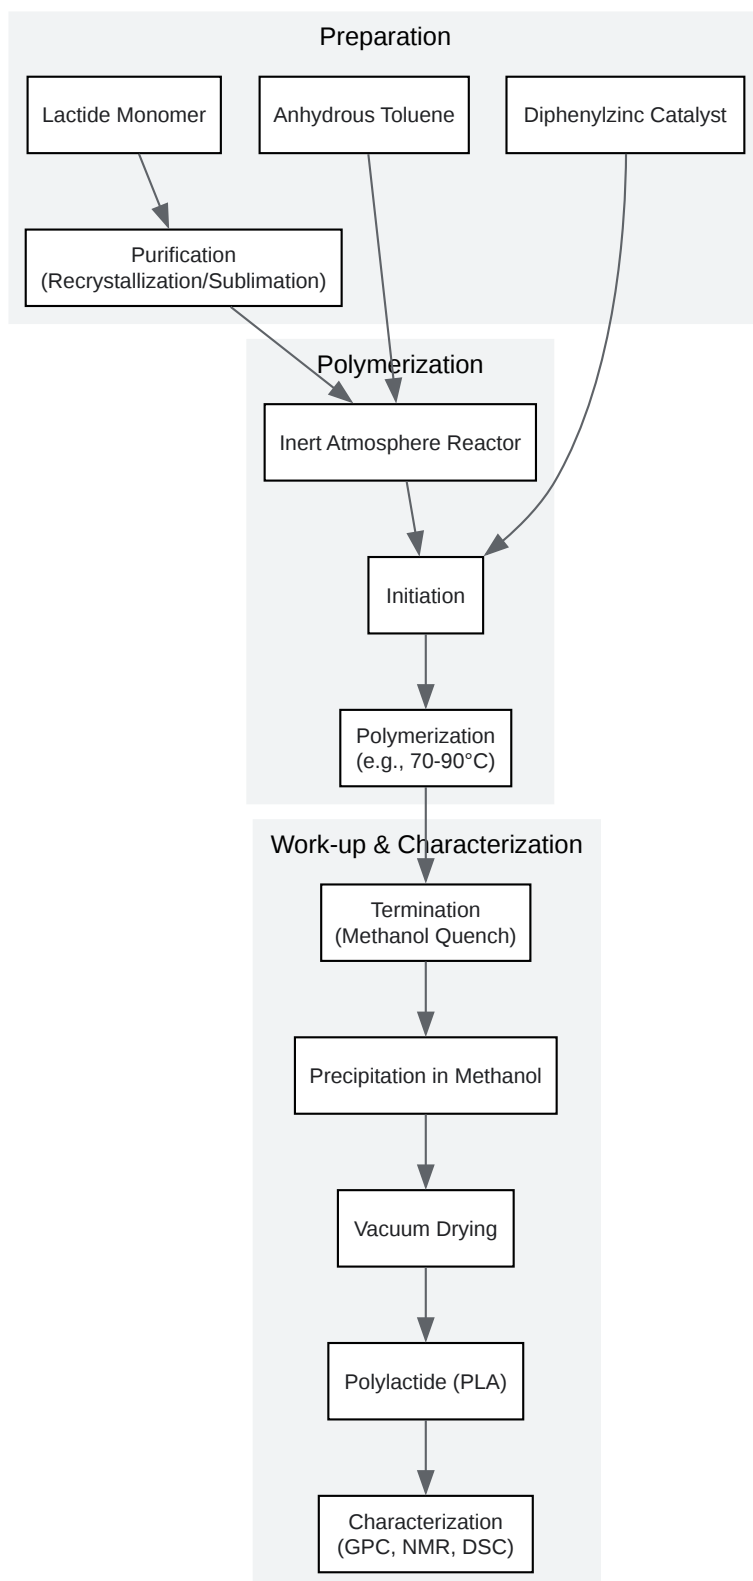 Preparation
Lactide Monomer
Anhydrous Toluene
Diphenylzinc Catalyst
Purification
(Recrystallization/Sublimation)
Polymerization
Inert Atmosphere Reactor
Initiation
Polymerization
(e.g., 70-90°C)
Work-up & Characterization
Termination
(Methanol Quench)
Precipitation in Methanol
Vacuum Drying
Polylactide (PLA)
Characterization
(GPC, NMR, DSC)